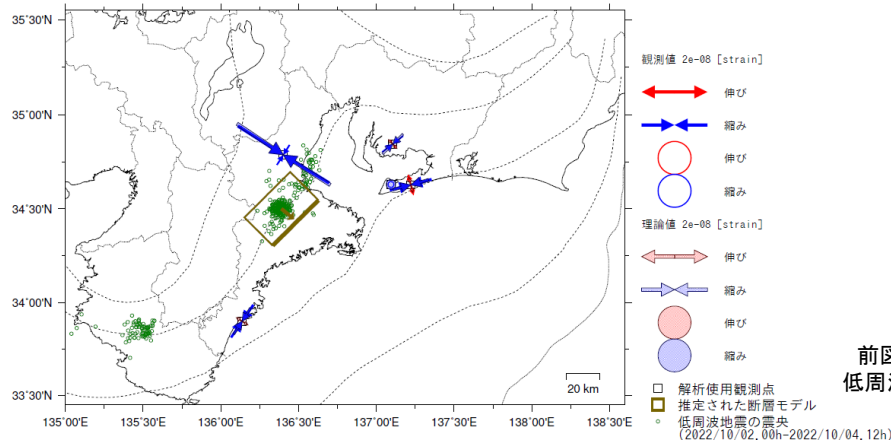 35°30'N
35°00'N
34°30'N
34°00'N
33°30'N
135°00'E
135°30'E
136°00'E
136°30'E
137°00'E
137°30'E
138°00'E
138°30'E
20 km
観測値 2e-08 [strain]
伸び
縮み
伸び
縮み
理論値 2e-08 [strain]
伸び
縮み
伸び
縮み
解析使用観測点
推定された断層モデル
低周波地震の震央
(2022/10/02.00h-2022/10/04.12h)
前図
低周